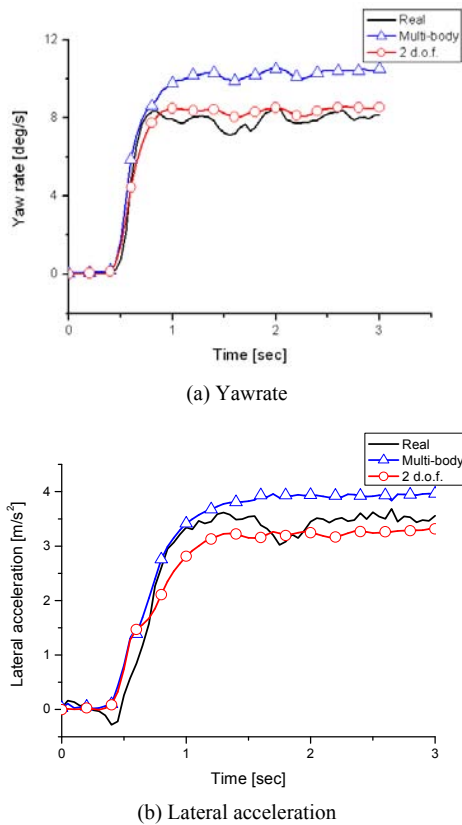 Real
Multi-body
2 d.o.f.
12
8
4
0
Yaw rate [deg/s]
0
1
2
3
Time [sec]
(a) Yawrate
Real
Multi-body
2 d.o.f.
4
3
2
1
0
Lateral acceleration [m/s²]
0
1
2
3
Time [sec]
(b) Lateral acceleration